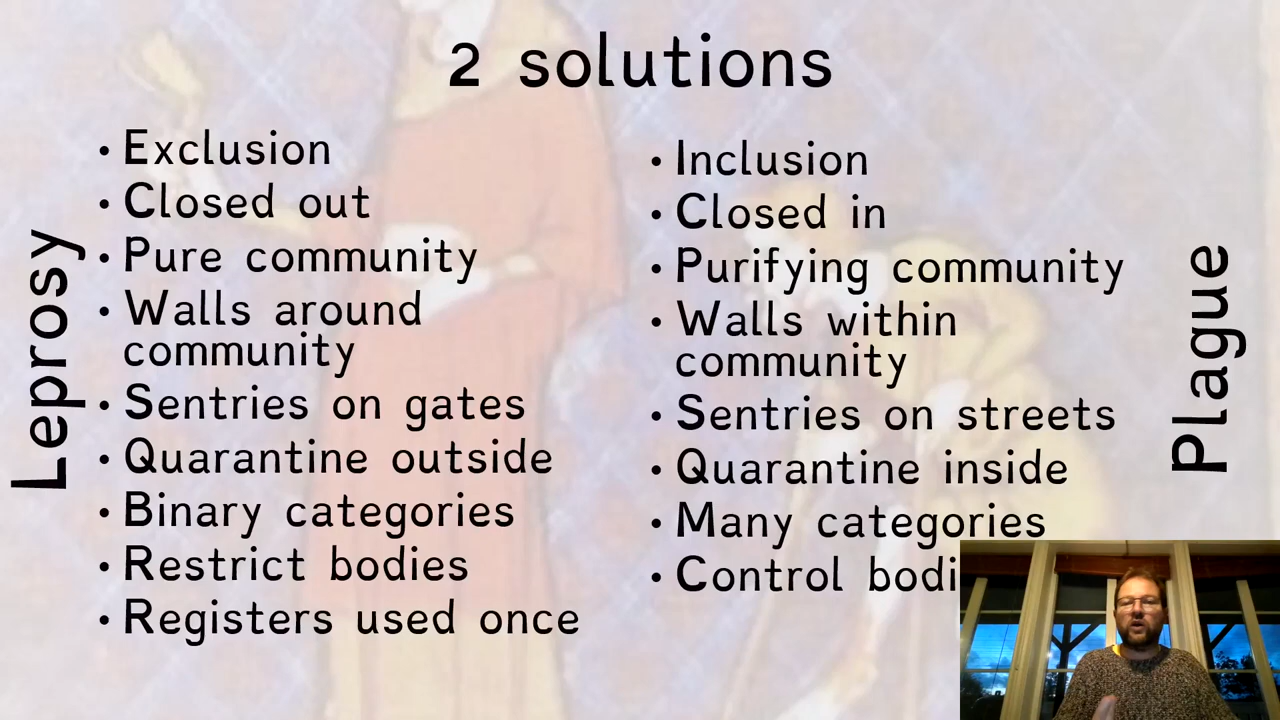 2 solutions
Leprosy
• Exclusion
• Closed out
• Pure community
• Walls around
community
• Sentries on gates
• Quarantine outside
• Binary categories
• Restrict bodies
• Registers used once
• Inclusion
• Closed in
• Purifying community
• Walls within
community
• Sentries on streets
• Quarantine inside
• Many categories
• Control bodi
Plague